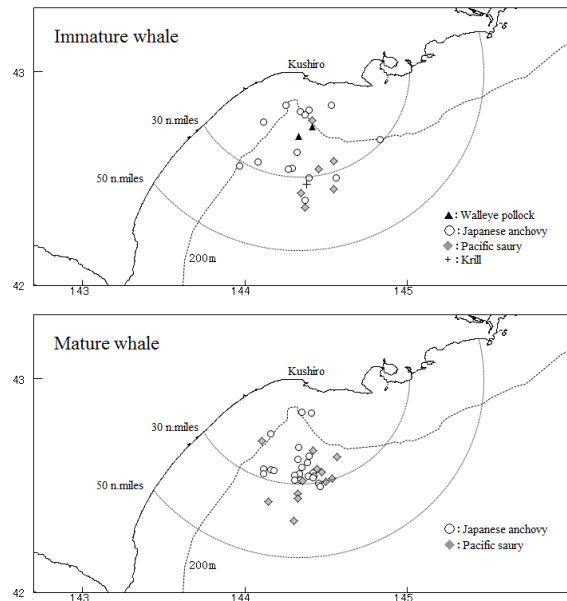 Immature whale
Kushiro
43
30 n.miles
50 n.miles
▲: Walleye pollock
○: Japanese anchovy
◆: Pacific saury
+: Krill
200m
42
143
144
145
Mature whale
Kushiro
43
30 n.miles
50 n.miles
○: Japanese anchovy
◆: Pacific saury
200m
42
143
144
145